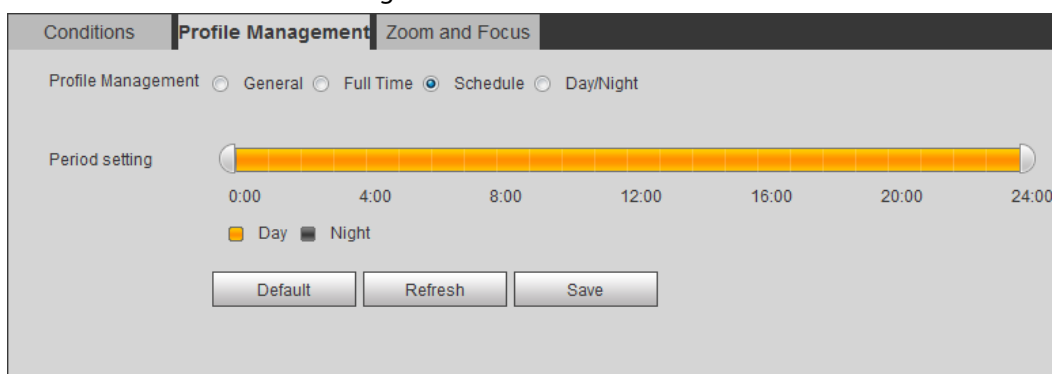 Conditions Profile Management Zoom and Focus
Profile Management General Full Time Schedule Day/Night
Period setting
0:00 4:00 8:00 12:00 16:00 20:00 24:00
Day Night
Default Refresh Save